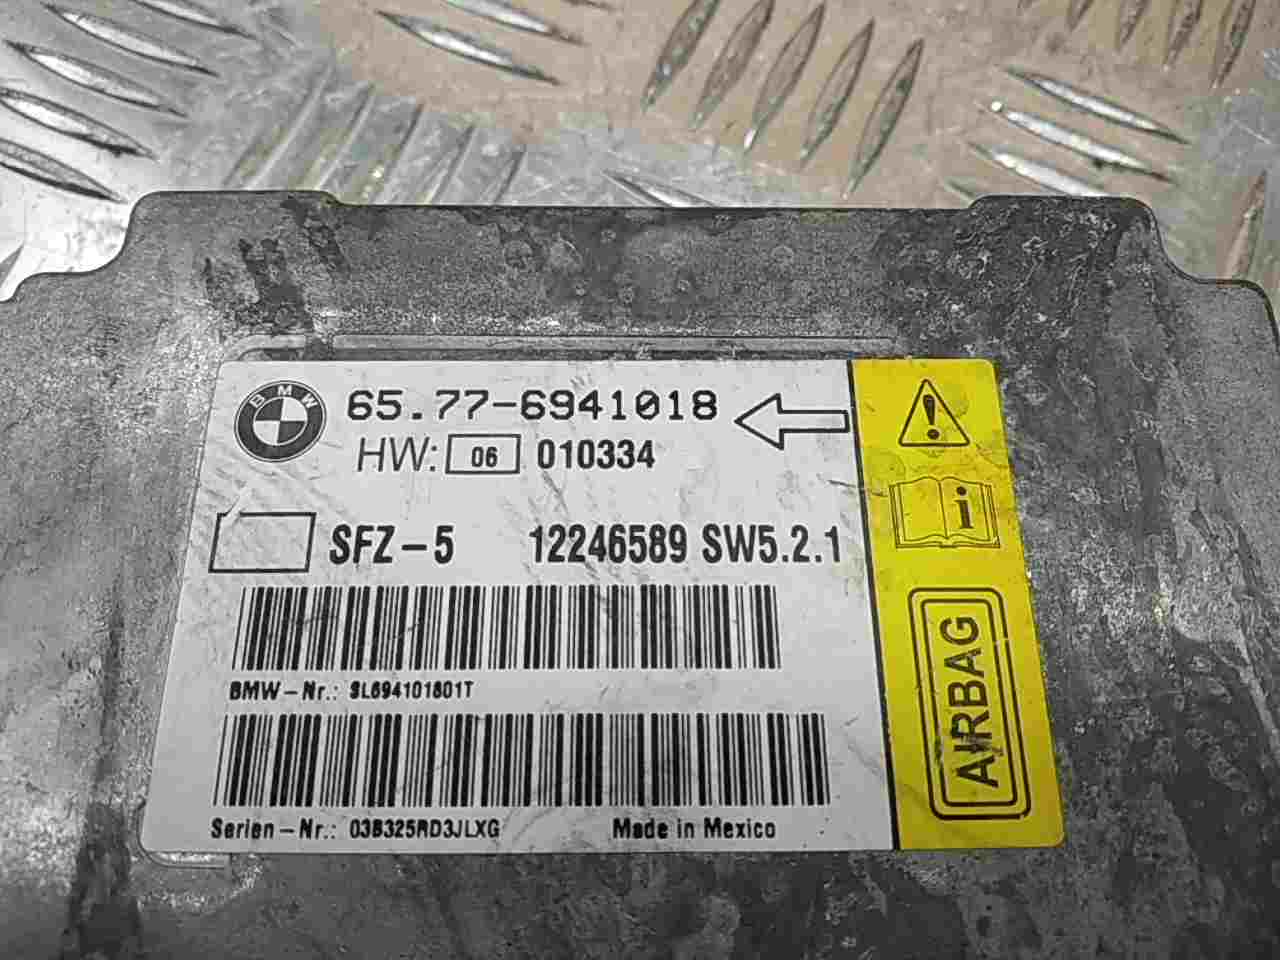 BMW
65.77-6941018
HW: 06 010334
SFZ-5 12246589 SW5.2.1
BMW-Nr.: SL694101801T
Serien-Nr.: 03B325RD3JLXG Made in Mexico
i
AIRBAG